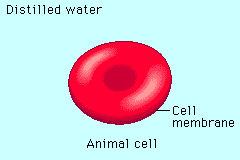 Distilled water
Cell
membrane
Animal cell